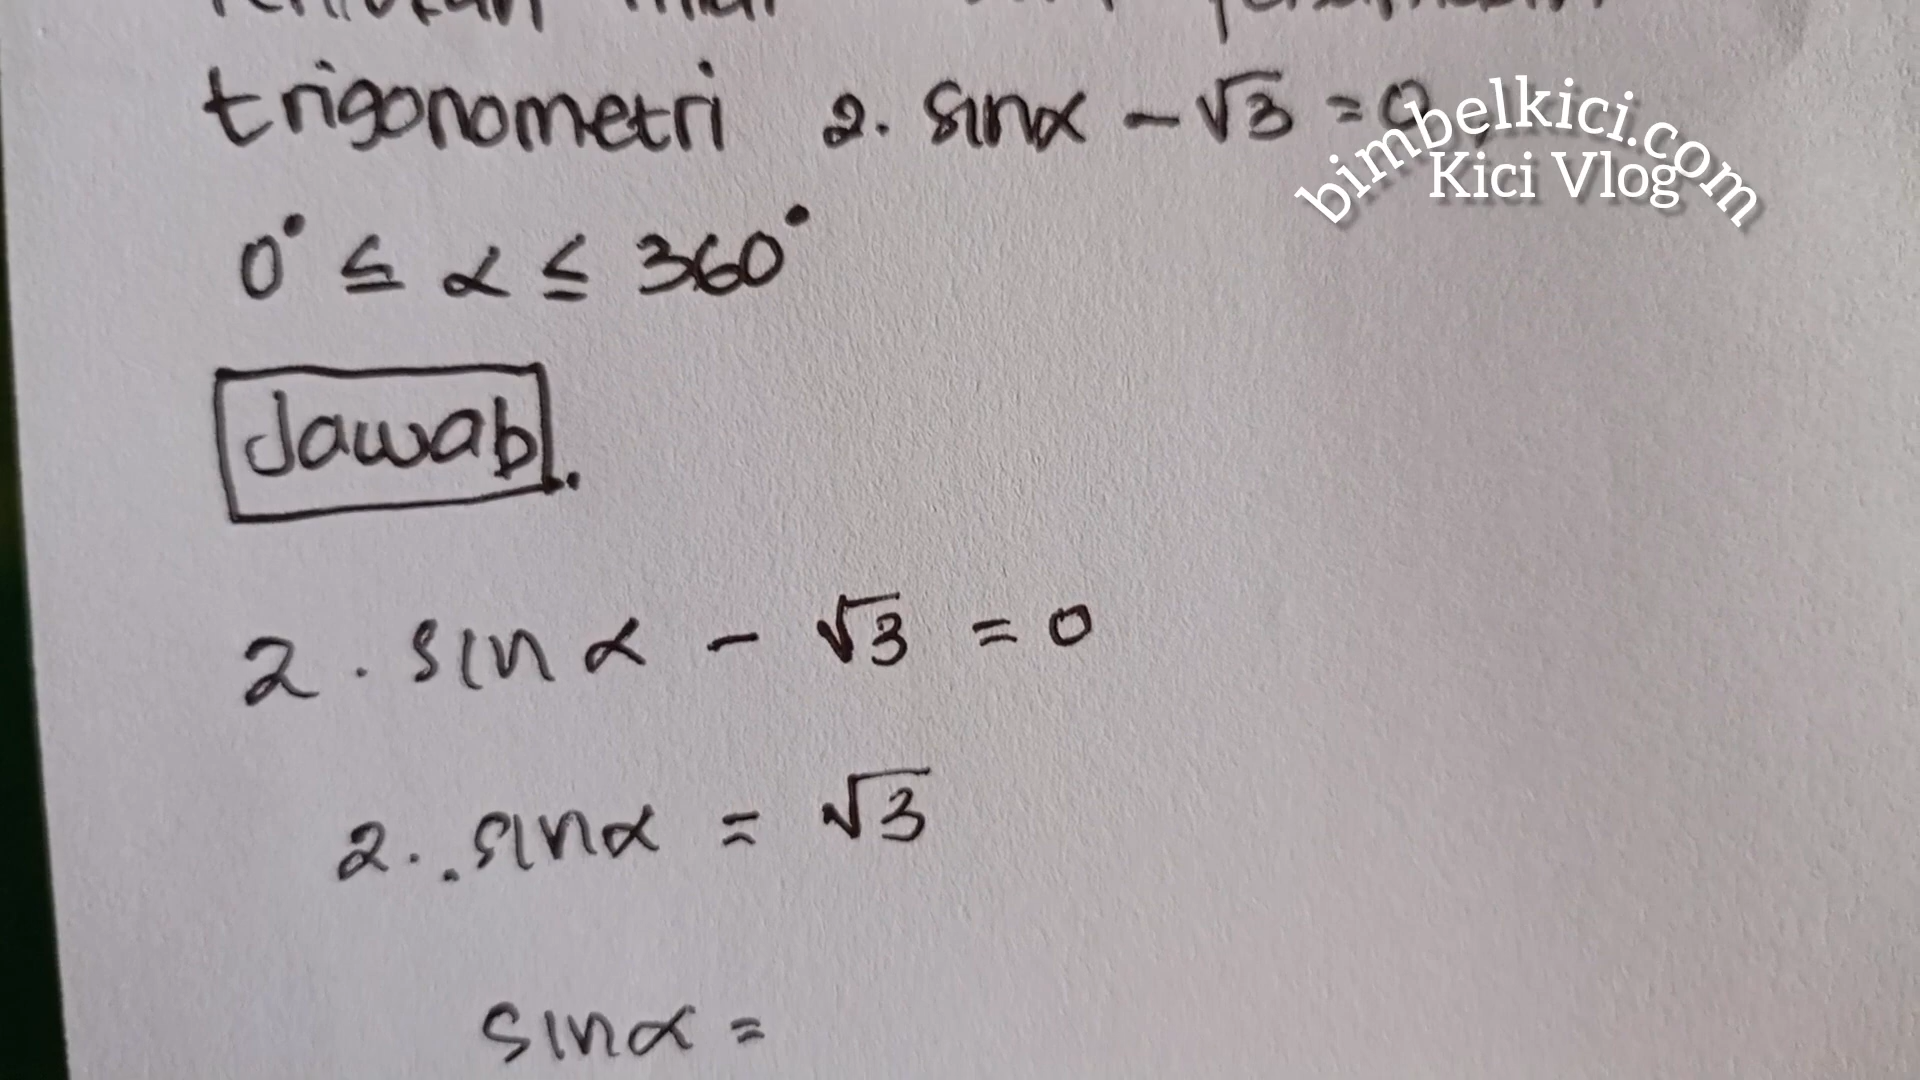 trigonometri 2. sinα - √3 = 0,
bimbelkici.com
Kici Vlog
0° ≤ α ≤ 360°
Jawab.
2 . sin α - √3 = 0
2 . sinα = √3
sinα =